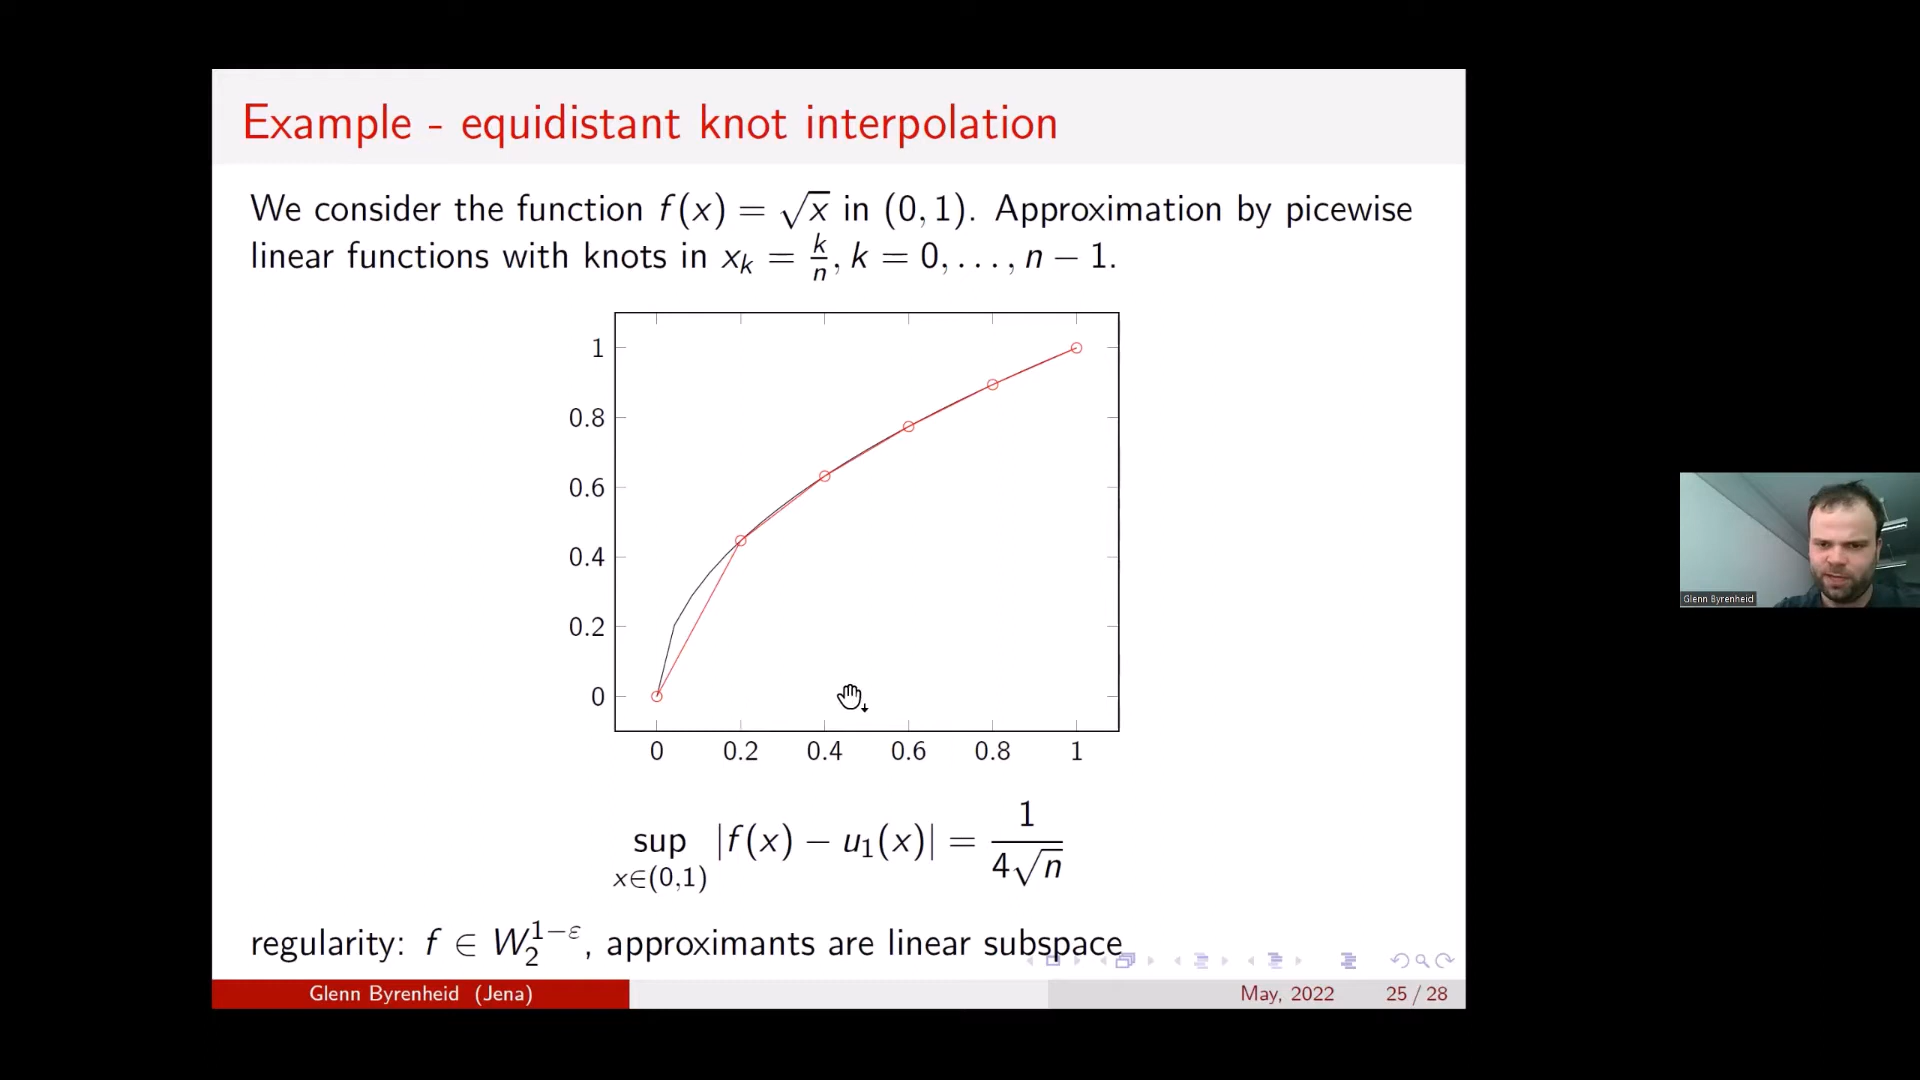 Example - equidistant knot interpolation
We consider the function f(x) = √x in (0, 1). Approximation by picewise
linear functions with knots in x_k = k/n, k = 0, . . . , n − 1.
1
0.8
0.6
0.4
0.2
0
0 0.2 0.4 0.6 0.8 1
sup_{x∈(0,1)} |f(x) − u_1(x)| = 1/(4√n)
regularity: f ∈ W_2^{1−ε}, approximants are linear subspace
Glenn Byrenheid (Jena) May, 2022 25 / 28
Glenn Byrenheid